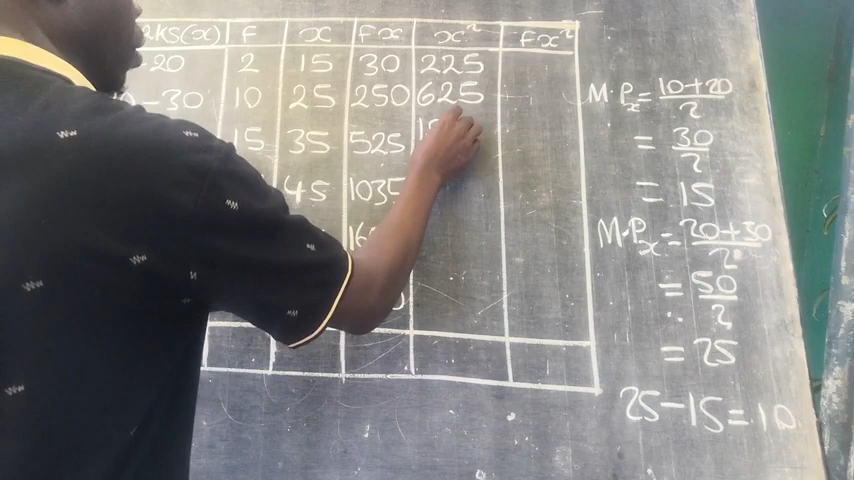 RKS(x) F x Fx x² Fx²
-20 2 15 30 225
-30 10 25 250 625
15 35 525
45 1035
M.Px = 10+20/2
= 30/2
= 15
M.Px = 20+30/2
= 50/2
= 25
25-15=10